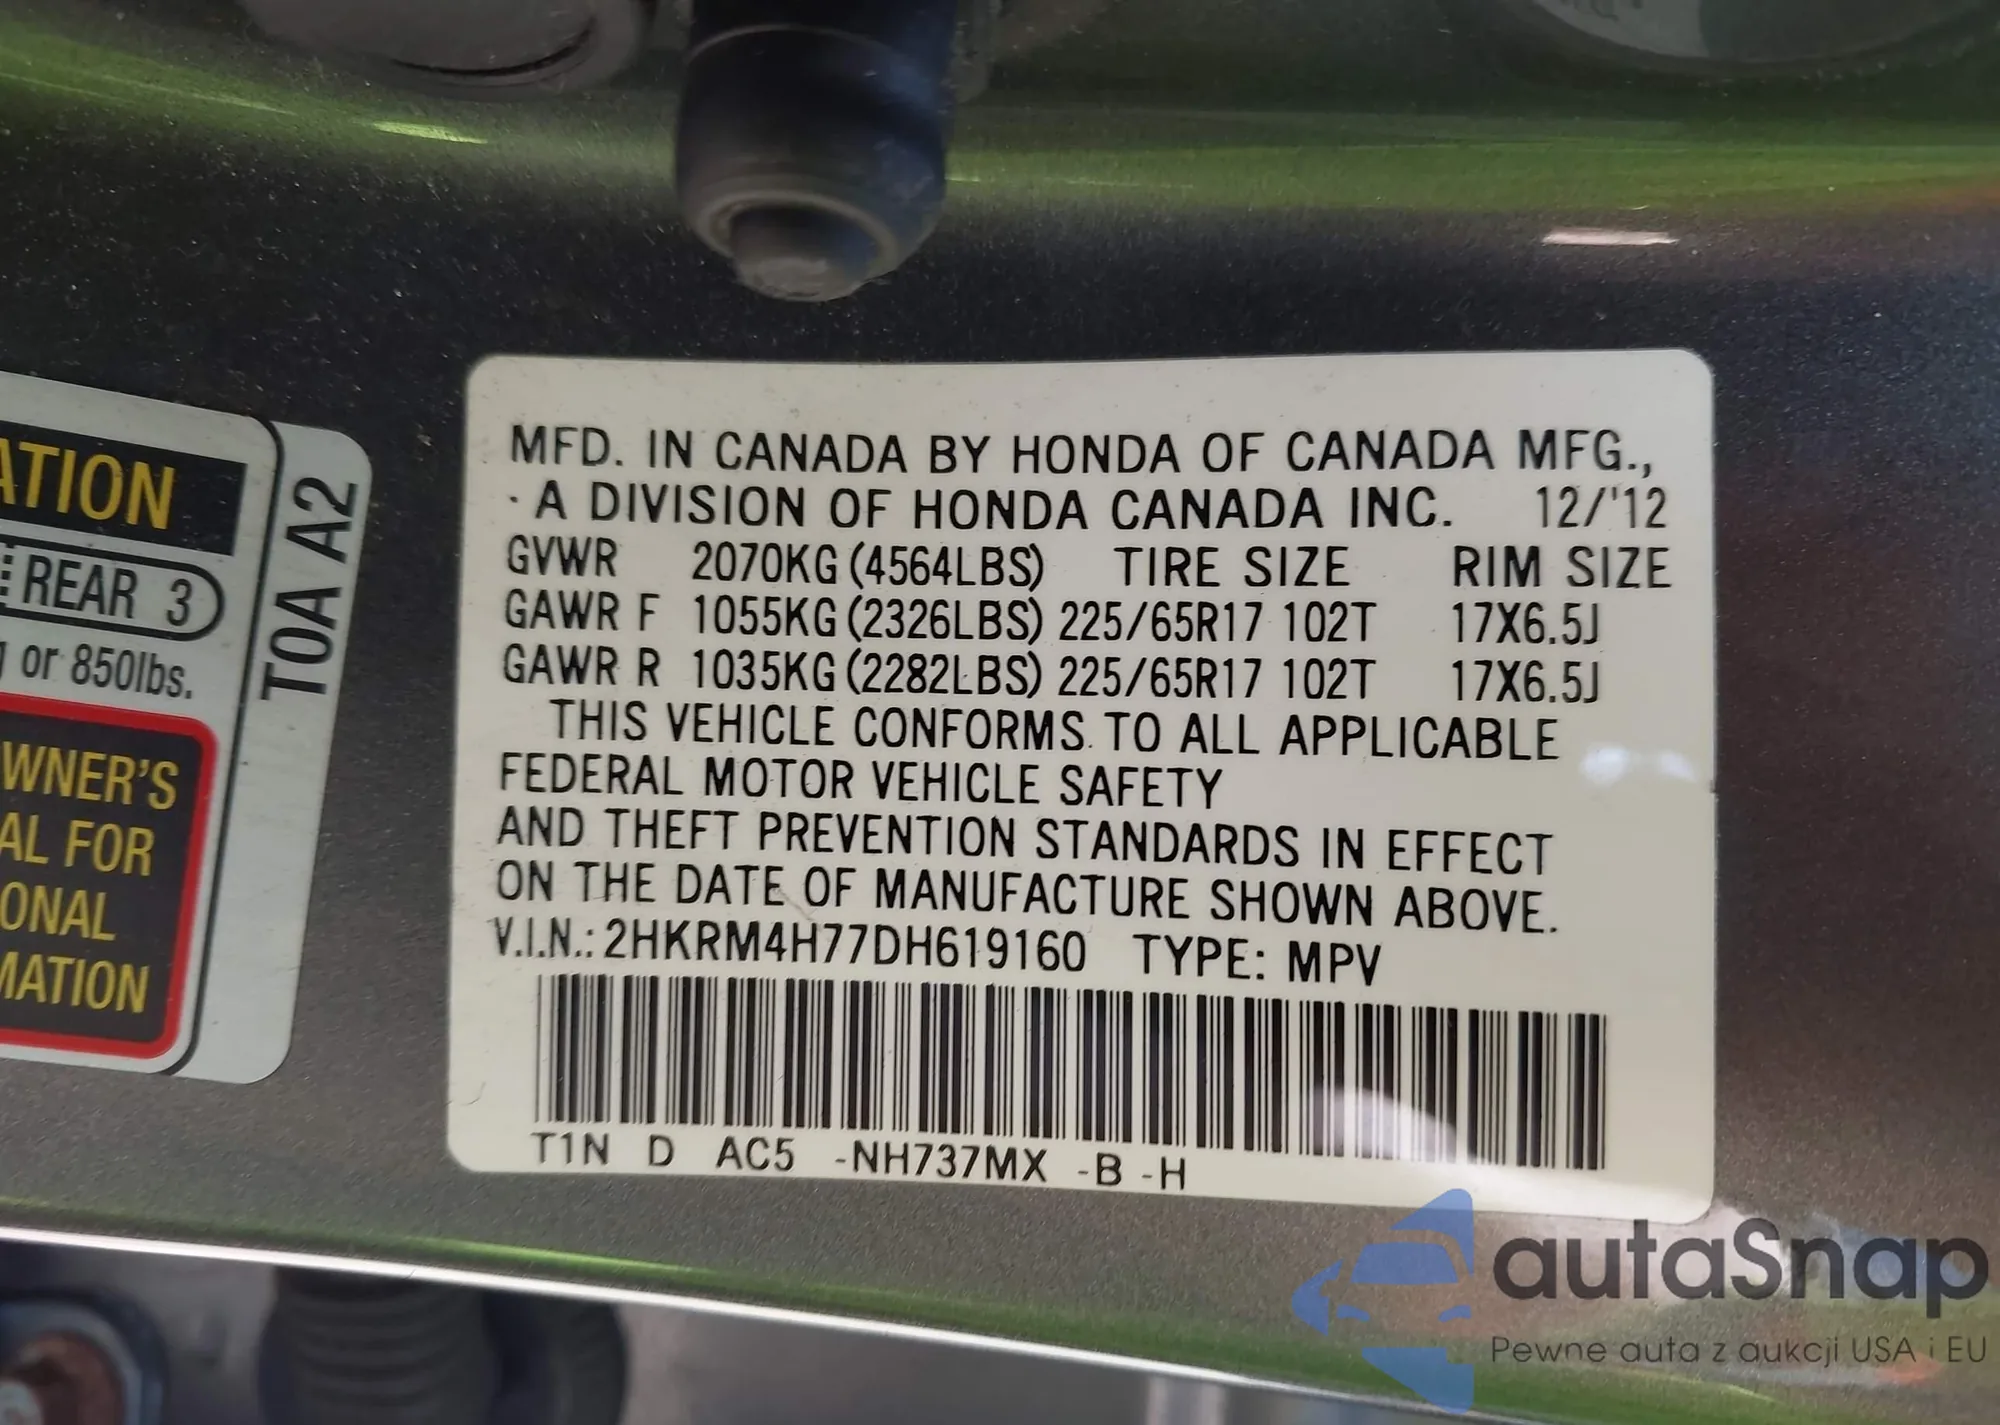 ATION
REAR 3
or 850lbs.
WNER'S
AL FOR
ONAL
MATION
T0A A2
MFD. IN CANADA BY HONDA OF CANADA MFG.,
A DIVISION OF HONDA CANADA INC. 12/'12
GVWR 2070KG (4564LBS) TIRE SIZE RIM SIZE
GAWR F 1055KG (2326LBS) 225/65R17 102T 17X6.5J
GAWR R 1035KG (2282LBS) 225/65R17 102T 17X6.5J
THIS VEHICLE CONFORMS TO ALL APPLICABLE
FEDERAL MOTOR VEHICLE SAFETY
AND THEFT PREVENTION STANDARDS IN EFFECT
ON THE DATE OF MANUFACTURE SHOWN ABOVE.
V.I.N.: 2HKRM4H77DH619160 TYPE: MPV
T1N D AC5 -NH737MX -B -H
autaSnap
Pewne auta z aukcji USA i EU